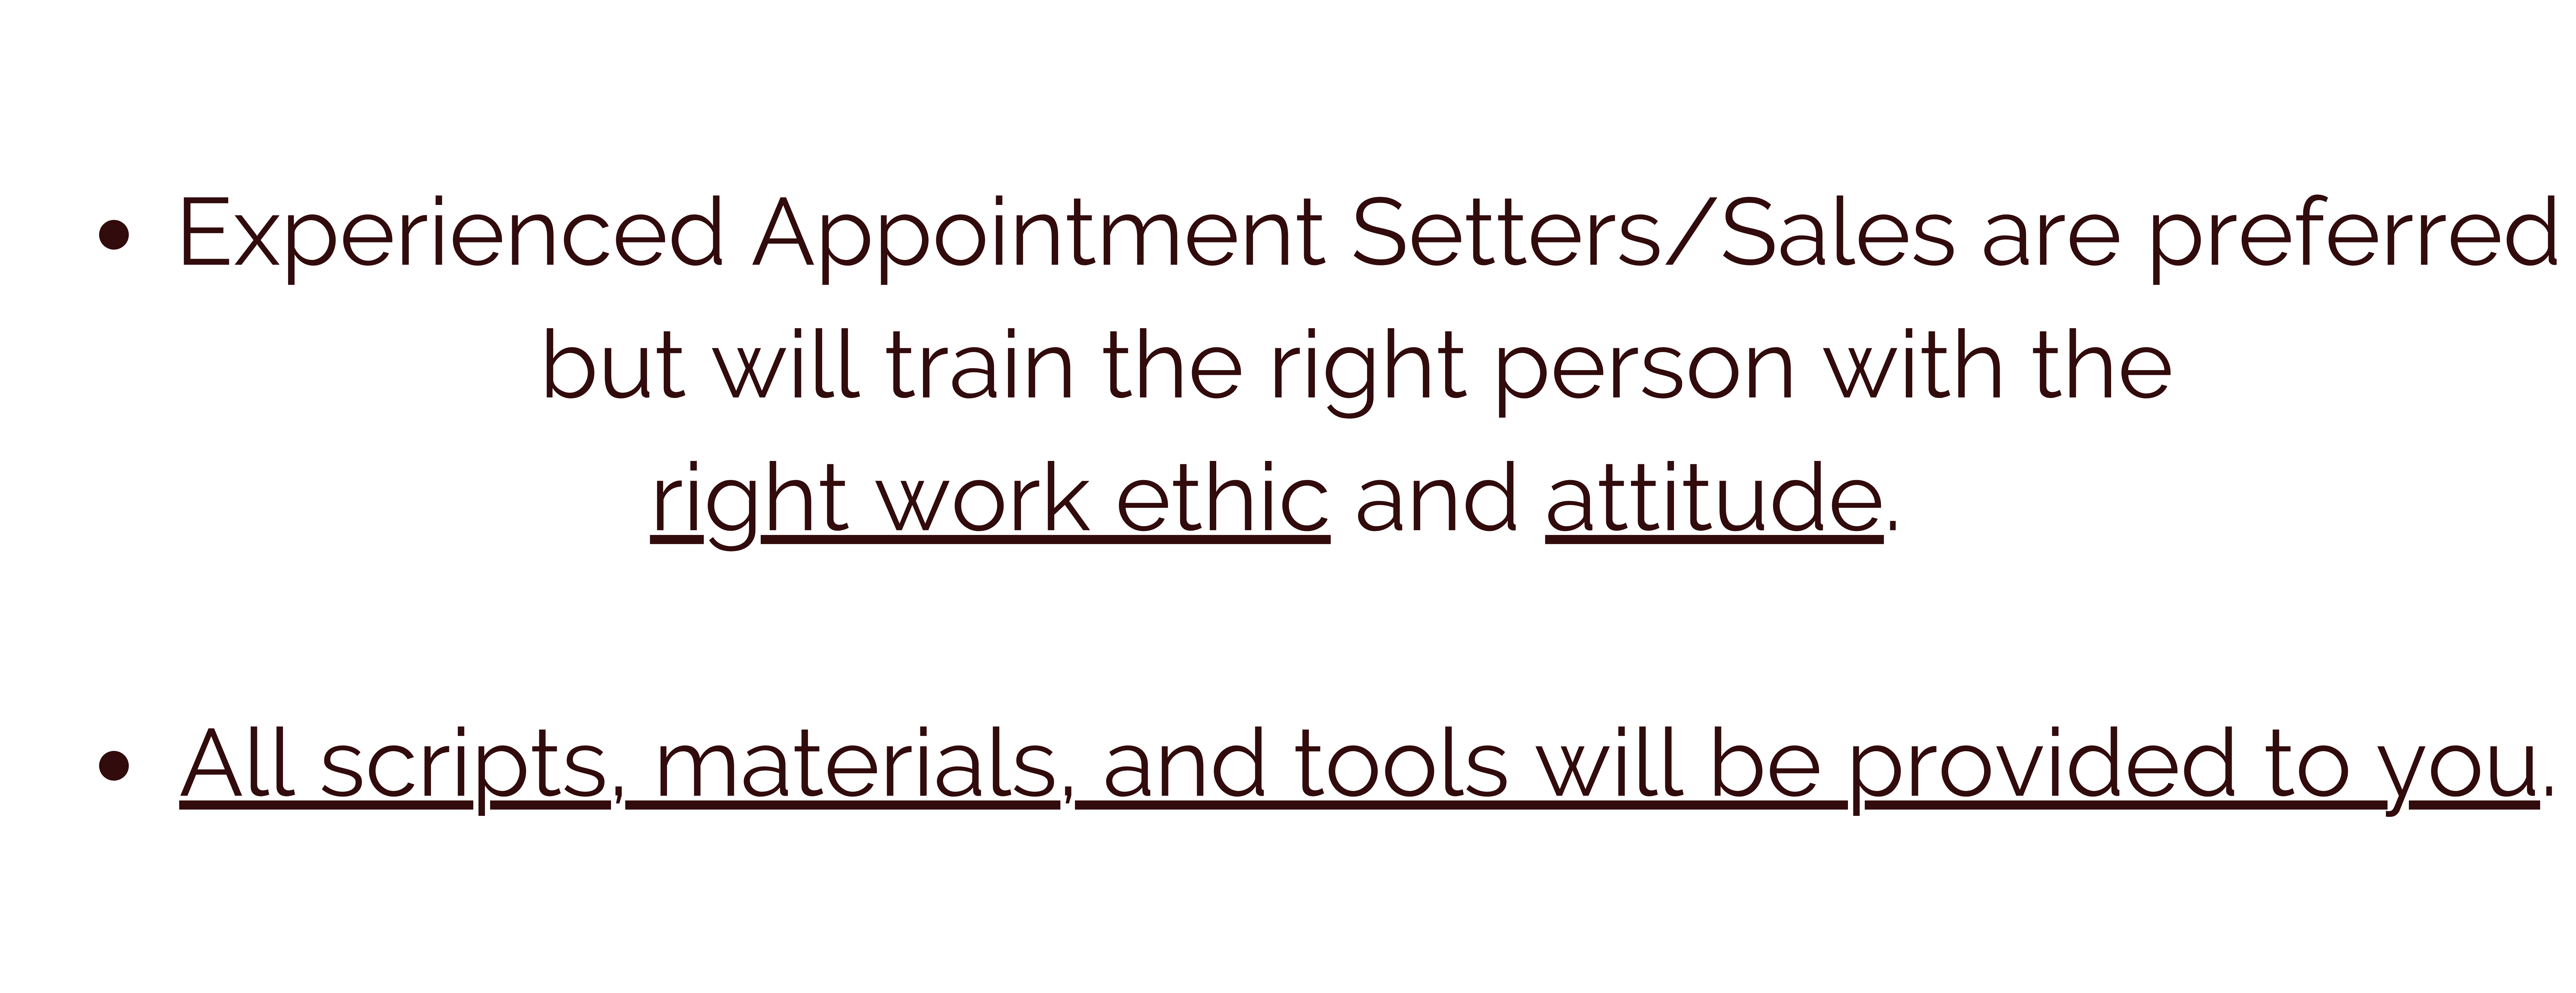 • Experienced Appointment Setters/Sales are preferred
but will train the right person with the
right work ethic and attitude.
• All scripts, materials, and tools will be provided to you.